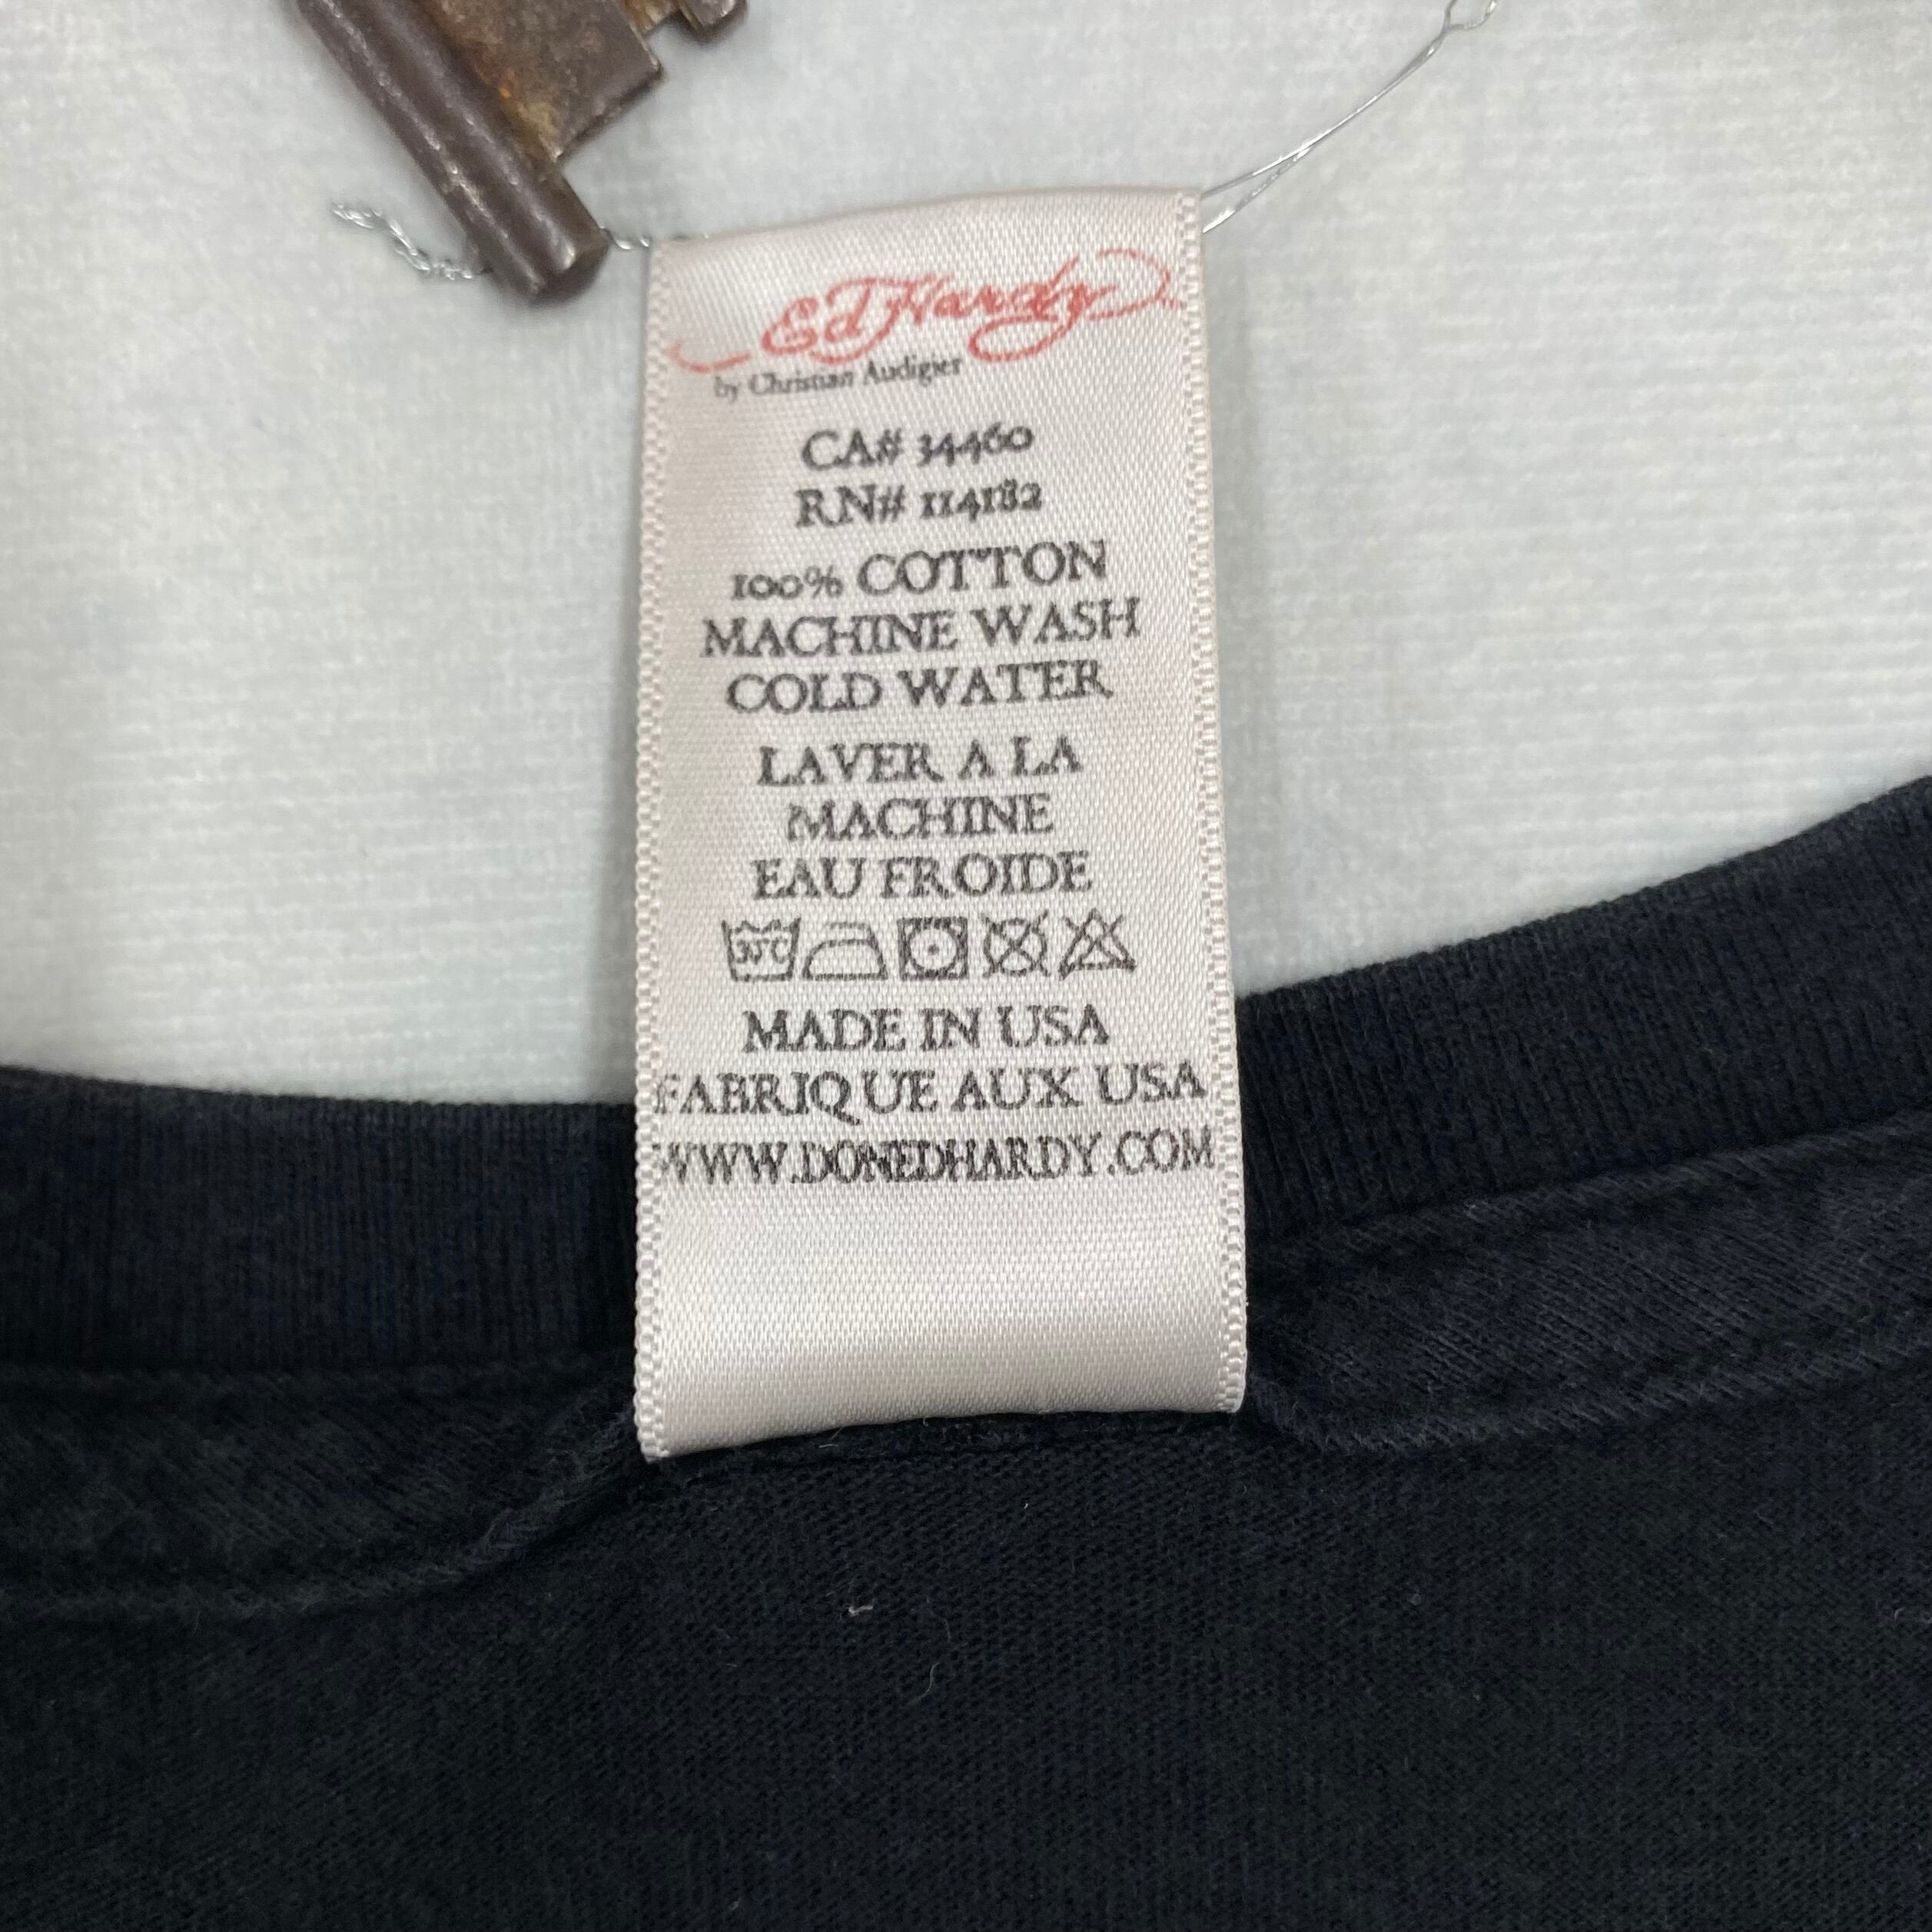 Ed Hardy
by Christian Audigier
CA# 34460
RN# 114182
100% COTTON
MACHINE WASH
COLD WATER
LAVER A LA
MACHINE
EAU FROIDE
30°C
MADE IN USA
FABRIQUE AUX USA
WWW.DONEDHARDY.COM